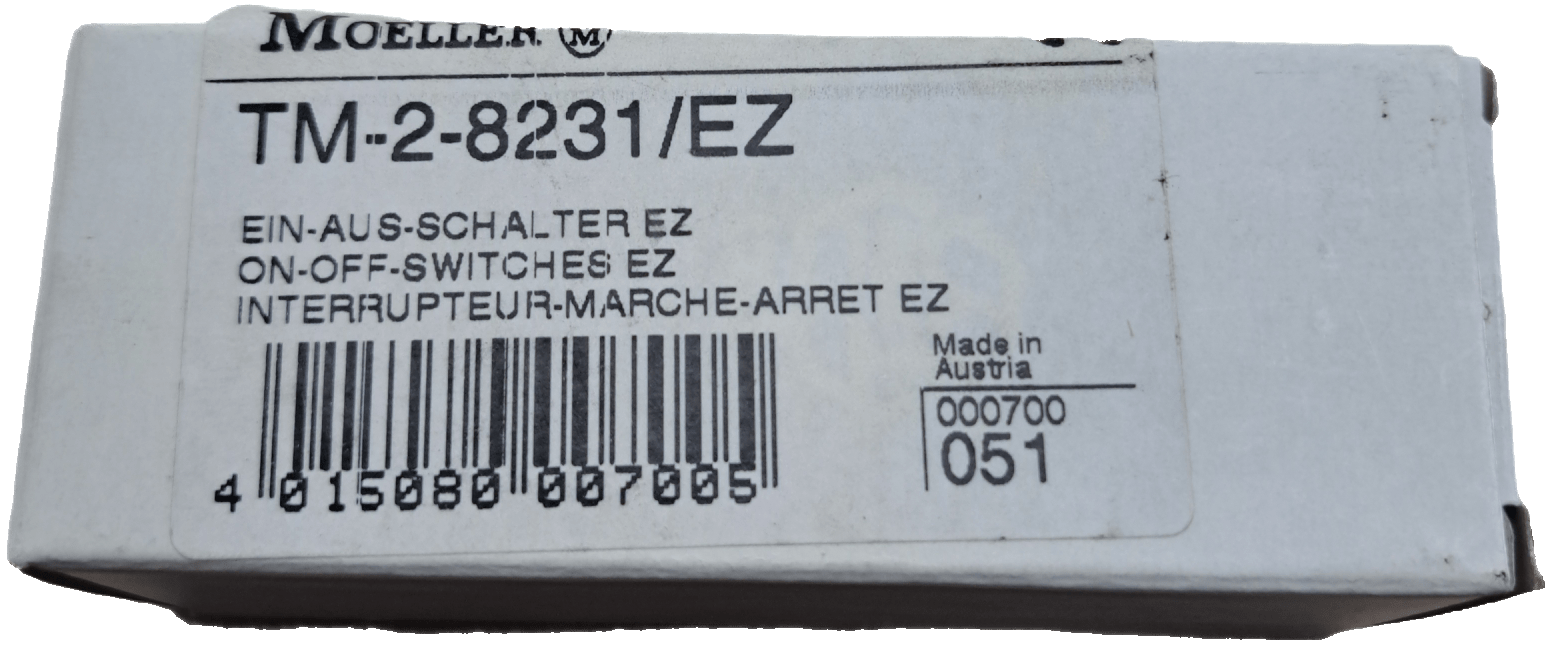 MOELLER M
TM-2-8231/EZ
EIN-AUS-SCHALTER EZ
ON-OFF-SWITCHES EZ
INTERRUPTEUR-MARCHE-ARRET EZ
Made in
Austria
000700
051
4 015080 007005